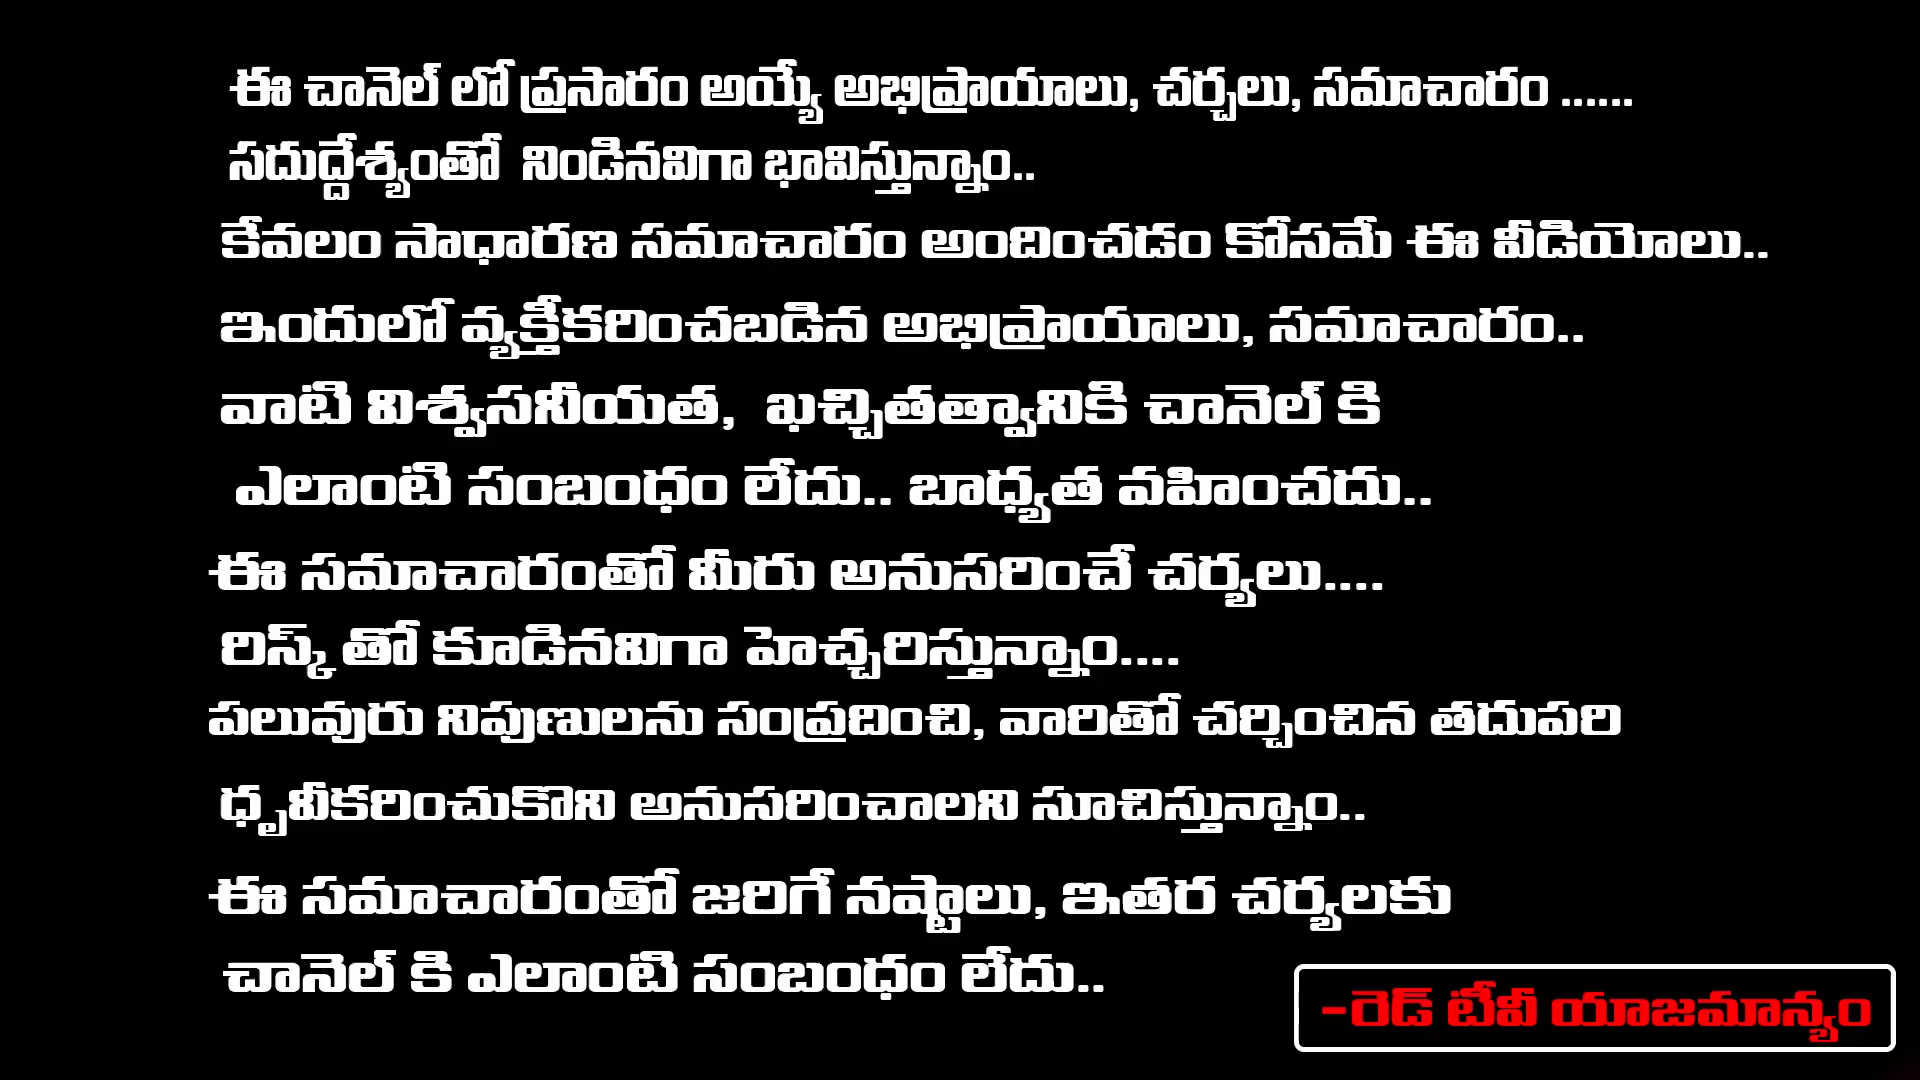 ఈ చానెల్ లో ప్రసారం అయ్యే అభిప్రాయాలు, చర్చలు, సమాచారం ......
సదుద్దేశ్యంతో నిండినవిగా భావిస్తున్నాం..
కేవలం సాధారణ సమాచారం అందించడం కోసమే ఈ వీడియోలు..
ఇందులో వ్యక్తీకరించబడిన అభిప్రాయాలు, సమాచారం..
వాటి విశ్వసనీయత, ఖచ్చితత్వానికి చానెల్ కి
ఎలాంటి సంబంధం లేదు.. బాధ్యత వహించదు..
ఈ సమాచారంతో మీరు అనుసరించే చర్యలు....
రిస్క్ తో కూడినవిగా హెచ్చరిస్తున్నాం....
పలువురు నిపుణులను సంప్రదించి, వారితో చర్చించిన తదుపరి
ధృవీకరించుకొని అనుసరించాలని సూచిస్తున్నాం..
ఈ సమాచారంతో జరిగే నష్టాలు, ఇతర చర్యలకు
చానెల్ కి ఎలాంటి సంబంధం లేదు..
-రెడ్ టీవీ యాజమాన్యం